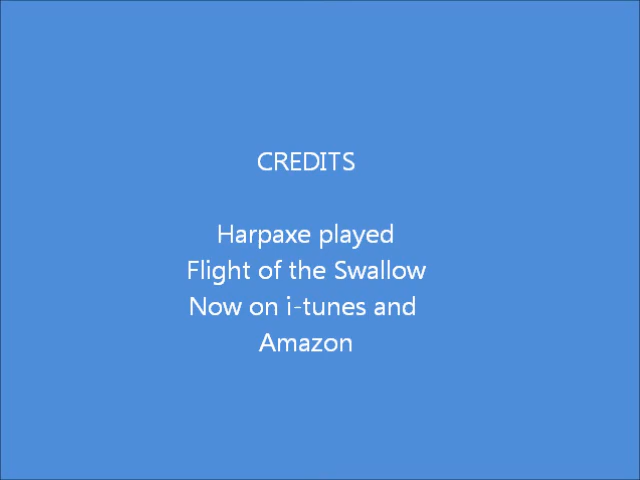 CREDITS
Harpaxe played
Flight of the Swallow
Now on i-tunes and
Amazon